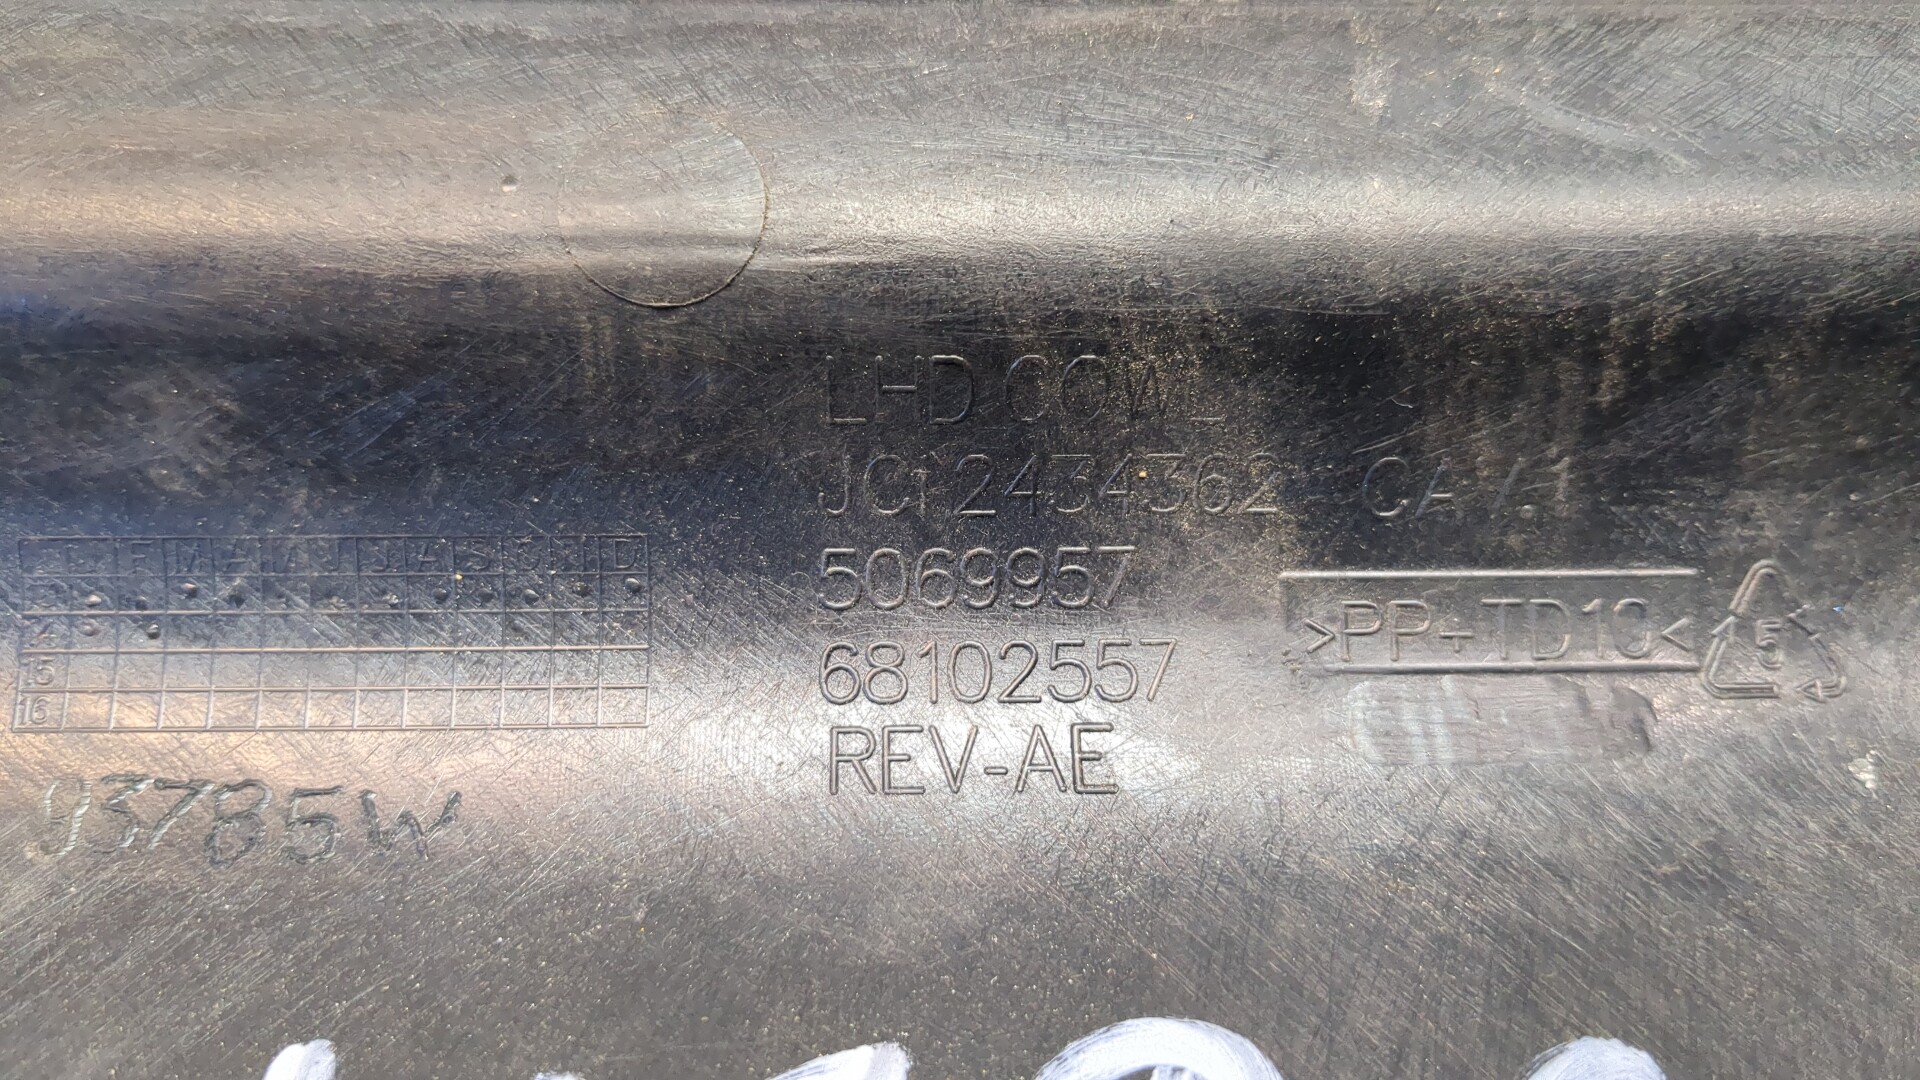 LHD COWL
JCI 2434362 - CA /.1
5069957
68102557
REV-AE
>PP+TD10<
5
J F M A M J J A S O N D
15
16
93785W